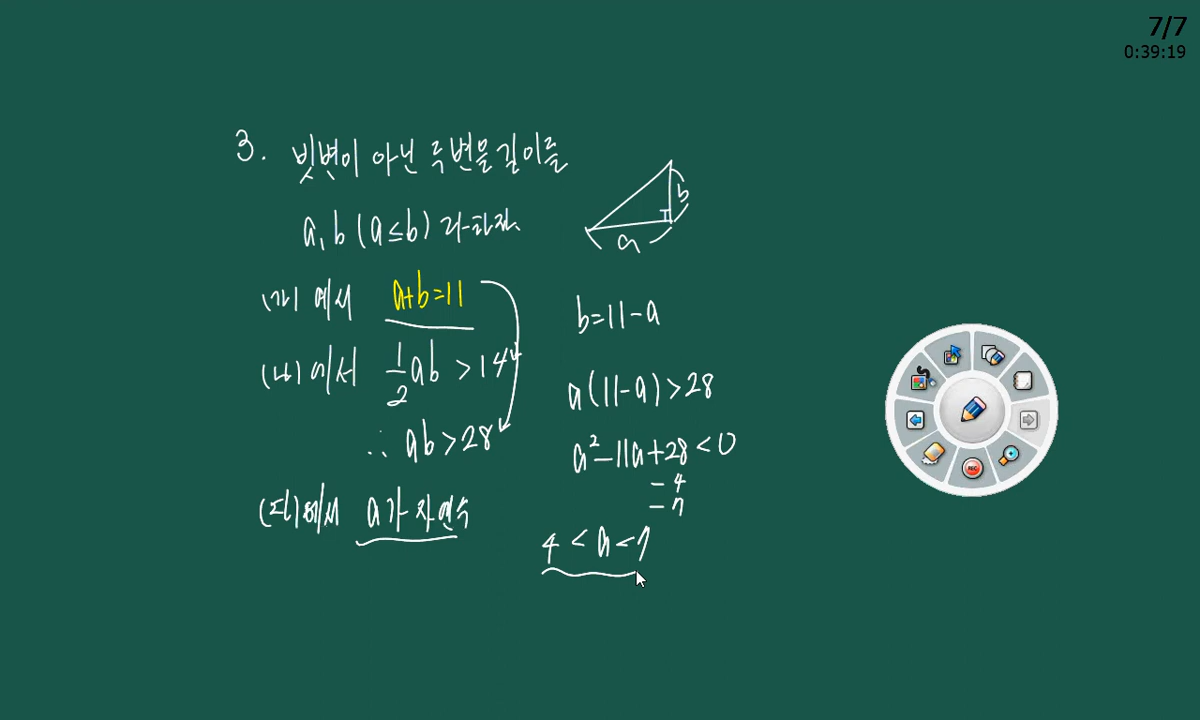 7/7
0:39:19
3. 빗변이 아닌 두변을 길이를
a, b (a≤b) 라하자
b
a
(가) 에서 a+b=11
b=11-a
(나) 에서 1/2 ab > 14
a(11-a)>28
∴ ab > 28
a²-11a+28<0
-4
-7
(다) 에서 a가 자연수
4 < a < 7
REC